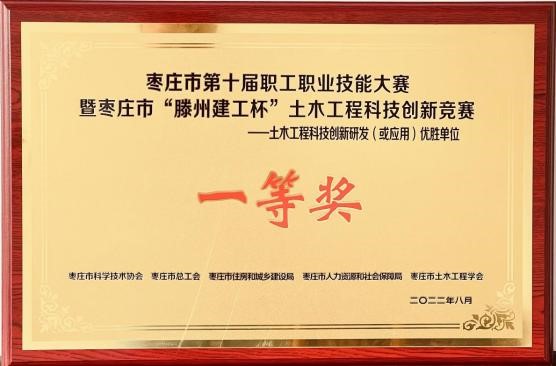 枣庄市第十届职工职业技能大赛
暨枣庄市“滕州建工杯”土木工程科技创新竞赛
——土木工程科技创新研发（或应用）优胜单位
一等奖
枣庄市科学技术协会 枣庄市总工会 枣庄市住房和城乡建设局 枣庄市人力资源和社会保障局 枣庄市土木工程学会
二〇二二年八月